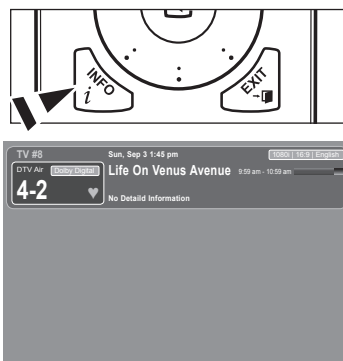 INFO
i
EXIT
TV #8
Sun, Sep 3 1:45 pm
1080i | 16:9 | English
DTV Air
Dolby Digital
Life On Venus Avenue
9:59 am - 10:59 am
4-2
No Detaild Information